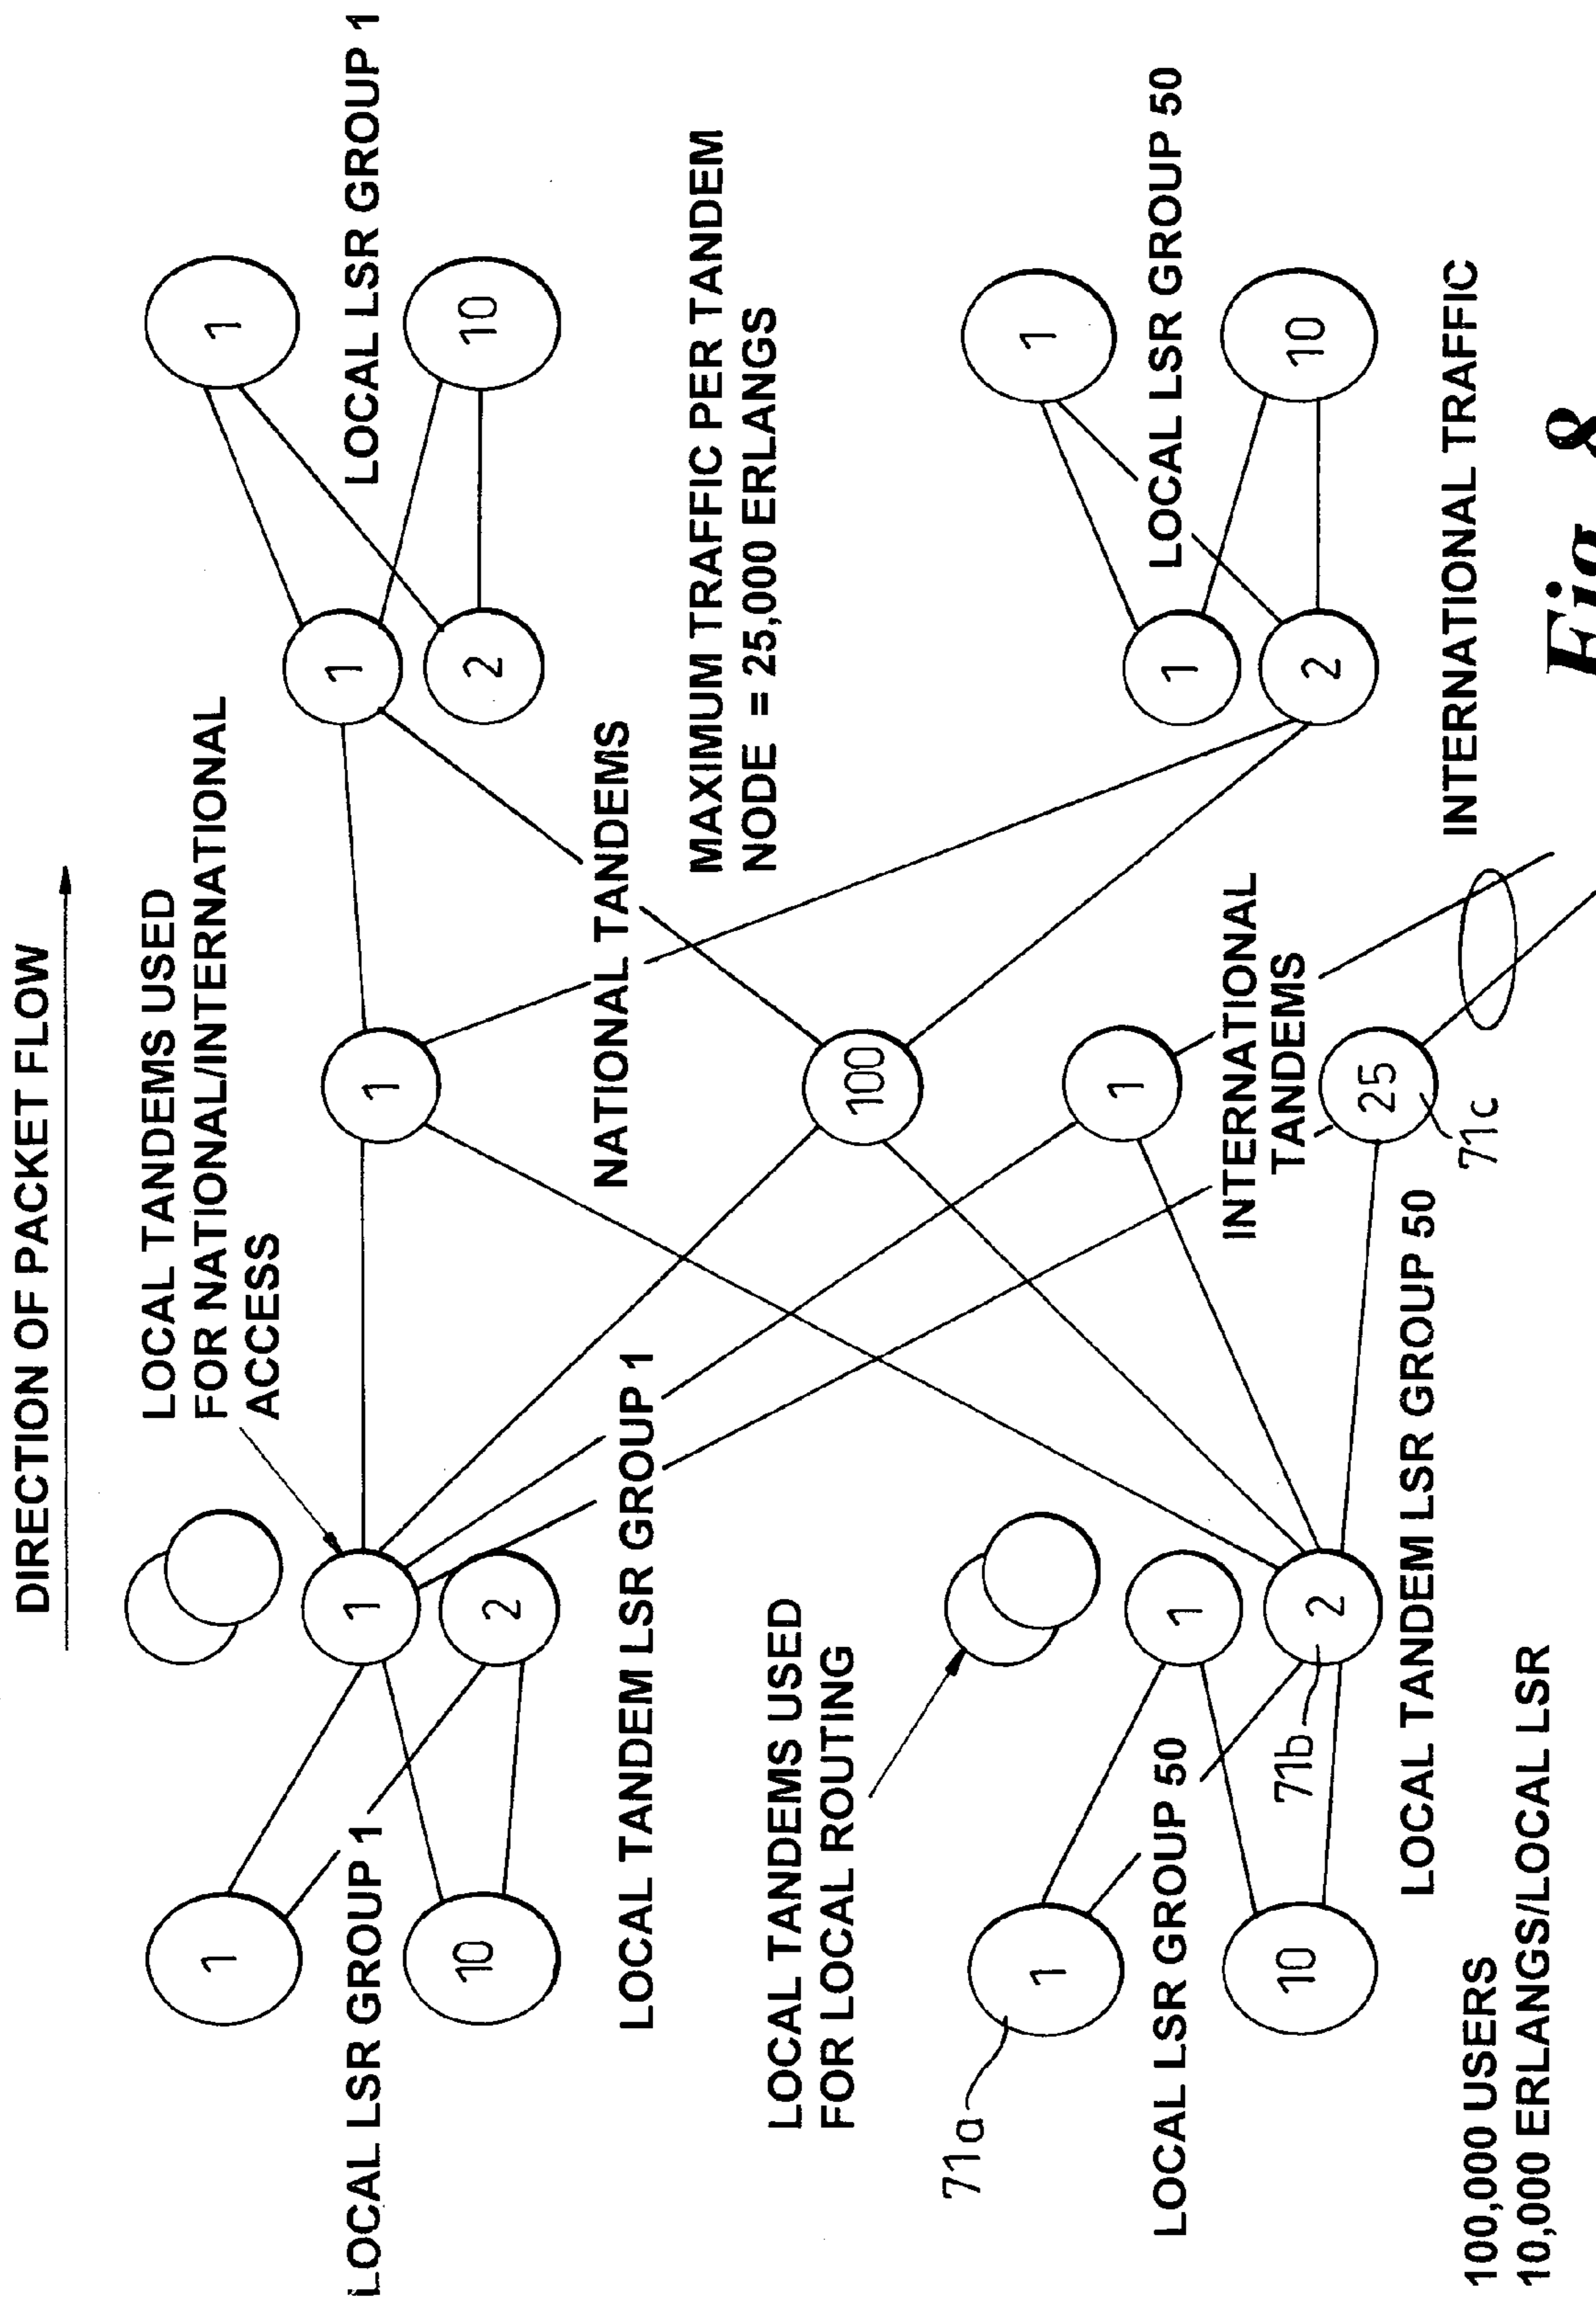 DIRECTION OF PACKET FLOW
LOCAL TANDEMS USED
FOR NATIONAL/INTERNATIONAL
ACCESS
1
10
LOCAL LSR GROUP 1
1
2
LOCAL TANDEM LSR GROUP 1
1
NATIONAL TANDEMS
100
1
2
1
10
LOCAL LSR GROUP 1
MAXIMUM TRAFFIC PER TANDEM
NODE = 25,000 ERLANGS
LOCAL TANDEMS USED
FOR LOCAL ROUTING
71a
1
LOCAL LSR GROUP 50
10
1
2
71b
LOCAL TANDEM LSR GROUP 50
1
INTERNATIONAL
TANDEMS
25
71c
1
2
1
LOCAL LSR GROUP 50
10
INTERNATIONAL TRAFFIC
100,000 USERS
10,000 ERLANGS/LOCAL LSR
Fig. 8